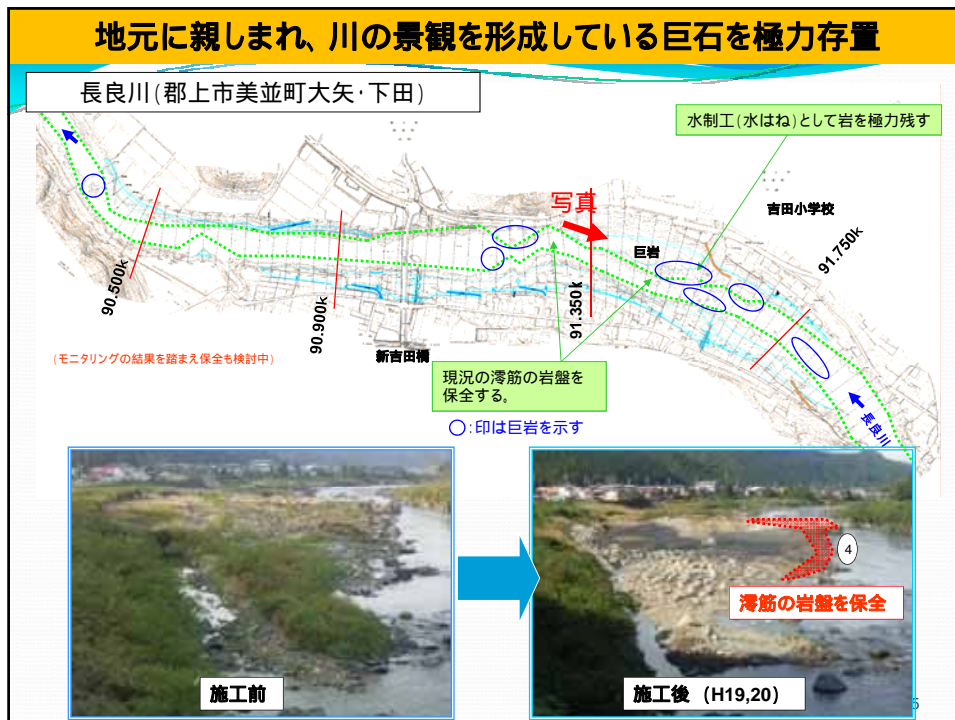 地元に親しまれ、川の景観を形成している巨石を極力存置
長良川(郡上市美並町大矢・下田)
水制工(水はね)として岩を極力残す
写真
吉田小学校
巨岩
91.750k
90.500k
90.900k
91.350k
(モニタリングの結果を踏まえ保全も検討中)
新吉田橋
現況の澪筋の岩盤を
保全する。
長良川
○:印は巨岩を示す
4
澪筋の岩盤を保全
施工前
施工後 (H19,20)
5